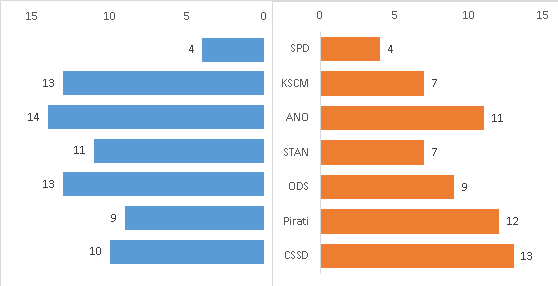 15 10 5 0 0 5 10 15
4 SPD 4
13 KSCM 7
14 ANO 11
11 STAN 7
13 ODS 9
9 Pirati 12
10 CSSD 13